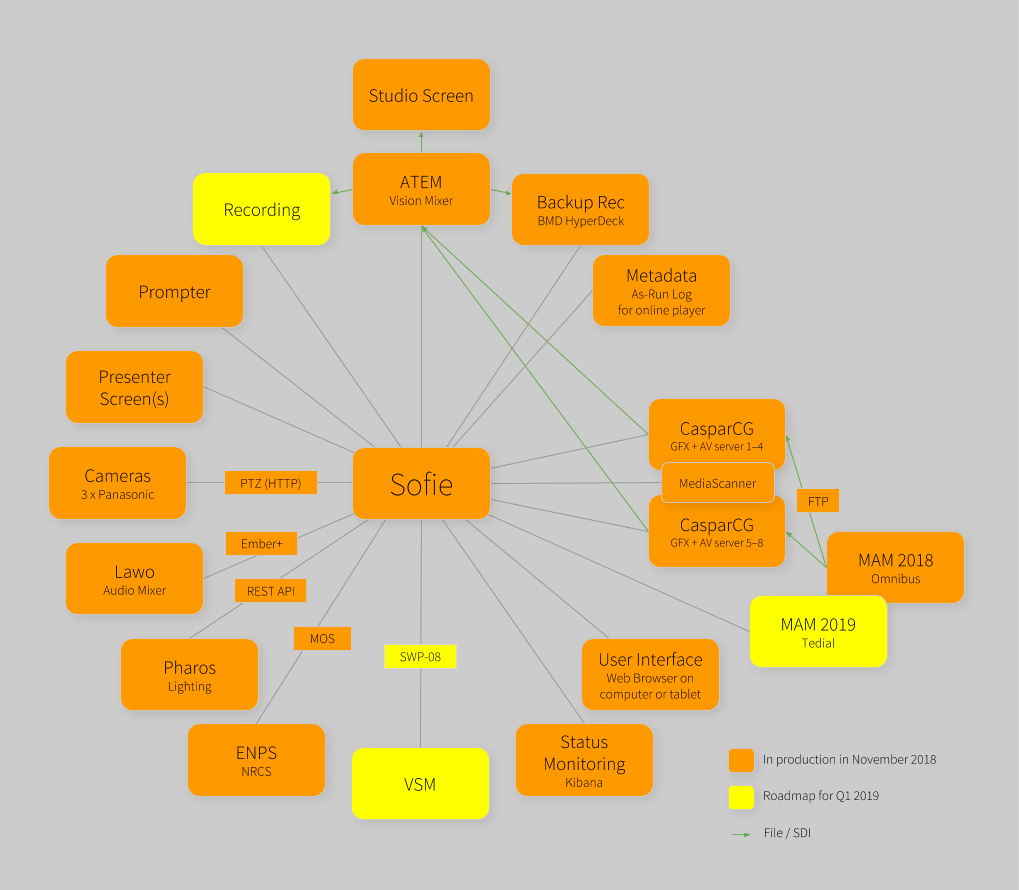 Studio Screen
ATEM
Vision Mixer
Recording
Backup Rec
BMD HyperDeck
Prompter
Metadata
As-Run Log
for online player
Presenter
Screen(s)
CasparCG
GFX + AV server 1–4
Cameras
3 x Panasonic
PTZ (HTTP)
Sofie
MediaScanner
FTP
CasparCG
GFX + AV server 5–8
Ember+
MAM 2018
Omnibus
Lawo
Audio Mixer
REST API
MAM 2019
Tedial
MOS
SWP-08
Pharos
Lighting
User Interface
Web Browser on
computer or tablet
ENPS
NRCS
VSM
Status
Monitoring
Kibana
In production in November 2018
Roadmap for Q1 2019
File / SDI